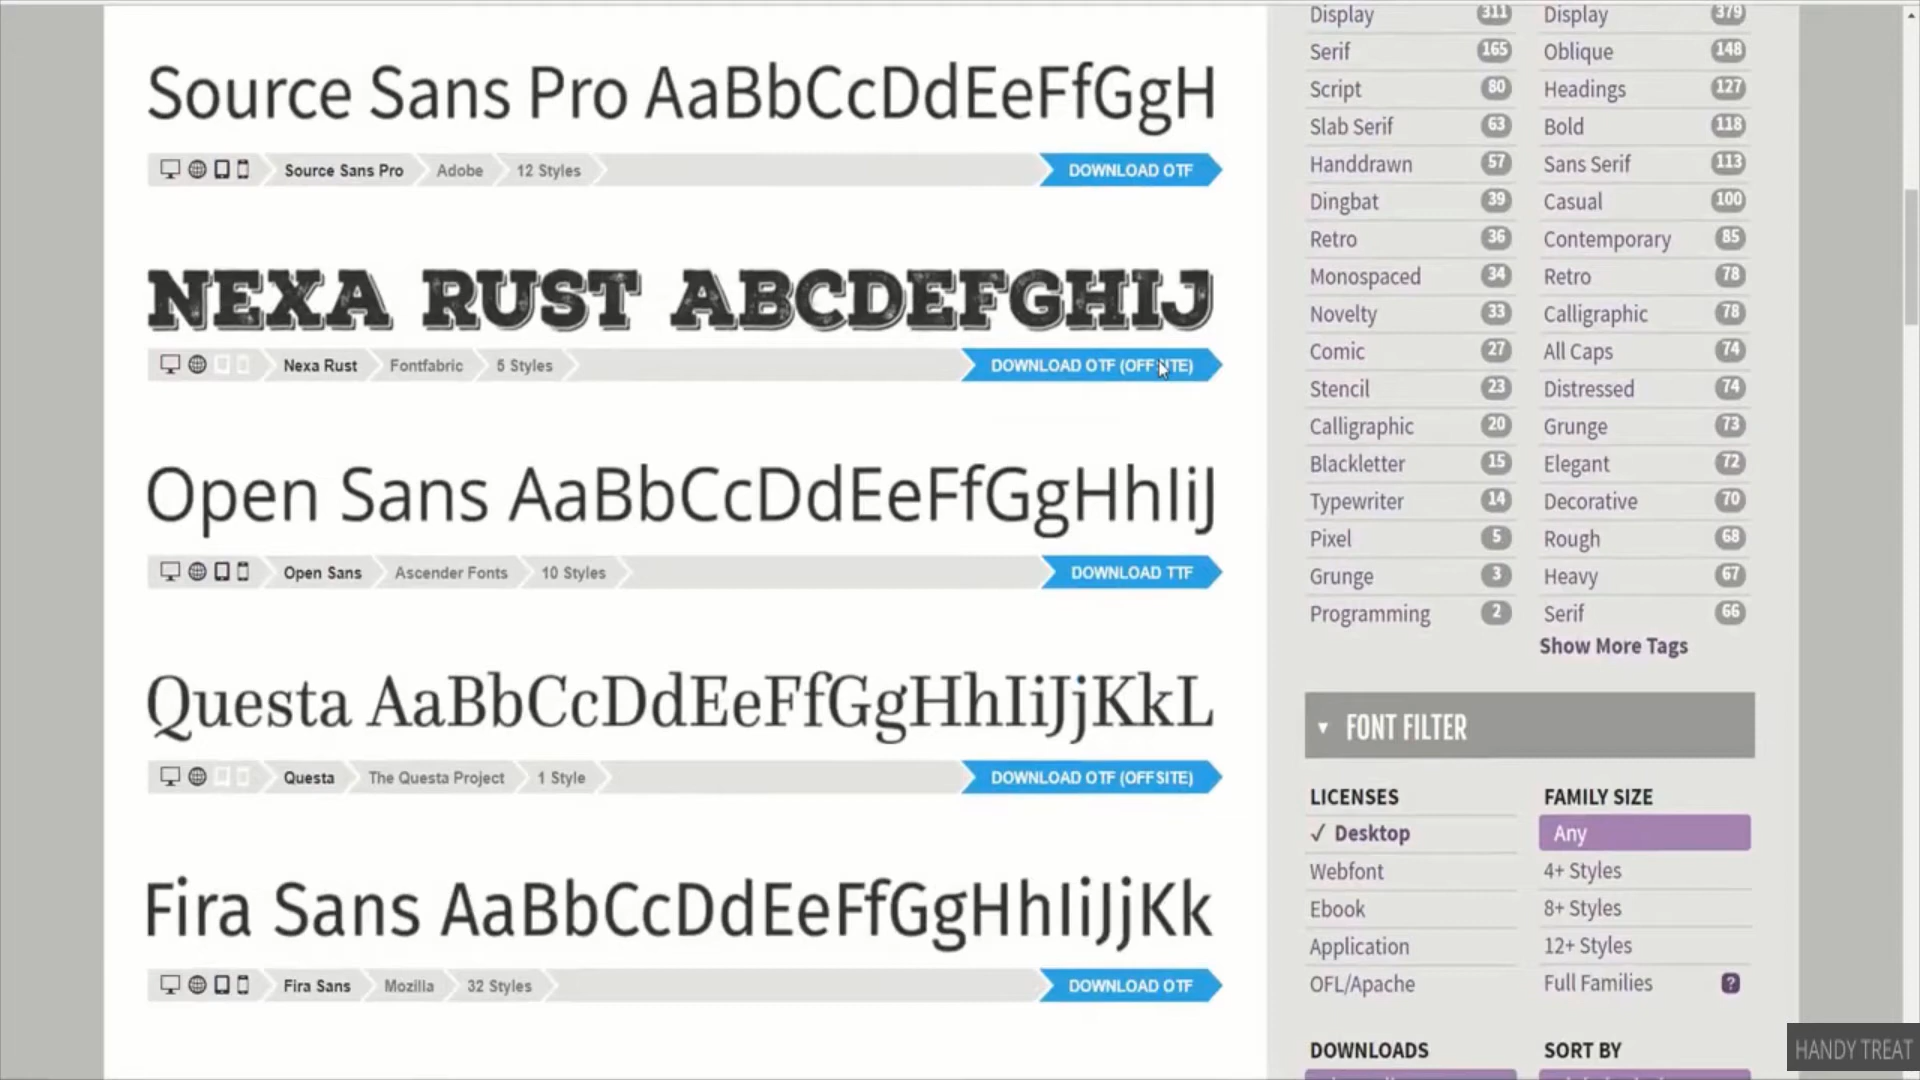 Source Sans Pro AaBbCcDdEeFfGgH
Source Sans Pro Adobe 12 Styles DOWNLOAD OTF
NEXA RUST ABCDEFGHIJ
Nexa Rust Fontfabric 5 Styles DOWNLOAD OTF (OFFSITE)
Open Sans AaBbCcDdEeFfGgHhIiJ
Open Sans Ascender Fonts 10 Styles DOWNLOAD TTF
Questa AaBbCcDdEeFfGgHhIiJjKkL
Questa The Questa Project 1 Style DOWNLOAD OTF (OFFSITE)
Fira Sans AaBbCcDdEeFfGgHhIiJjKk
Fira Sans Mozilla 32 Styles DOWNLOAD OTF
Display 311 Display 379
Serif 165 Oblique 148
Script 80 Headings 127
Slab Serif 63 Bold 118
Handdrawn 57 Sans Serif 113
Dingbat 39 Casual 100
Retro 36 Contemporary 85
Monospaced 34 Retro 78
Novelty 33 Calligraphic 78
Comic 27 All Caps 74
Stencil 23 Distressed 74
Calligraphic 20 Grunge 73
Blackletter 15 Elegant 72
Typewriter 14 Decorative 70
Pixel 5 Rough 68
Grunge 3 Heavy 67
Programming 2 Serif 66
Show More Tags
▼ FONT FILTER
LICENSES FAMILY SIZE
✓ Desktop Any
Webfont 4+ Styles
Ebook 8+ Styles
Application 12+ Styles
OFL/Apache Full Families ?
DOWNLOADS SORT BY
HANDY TREAT